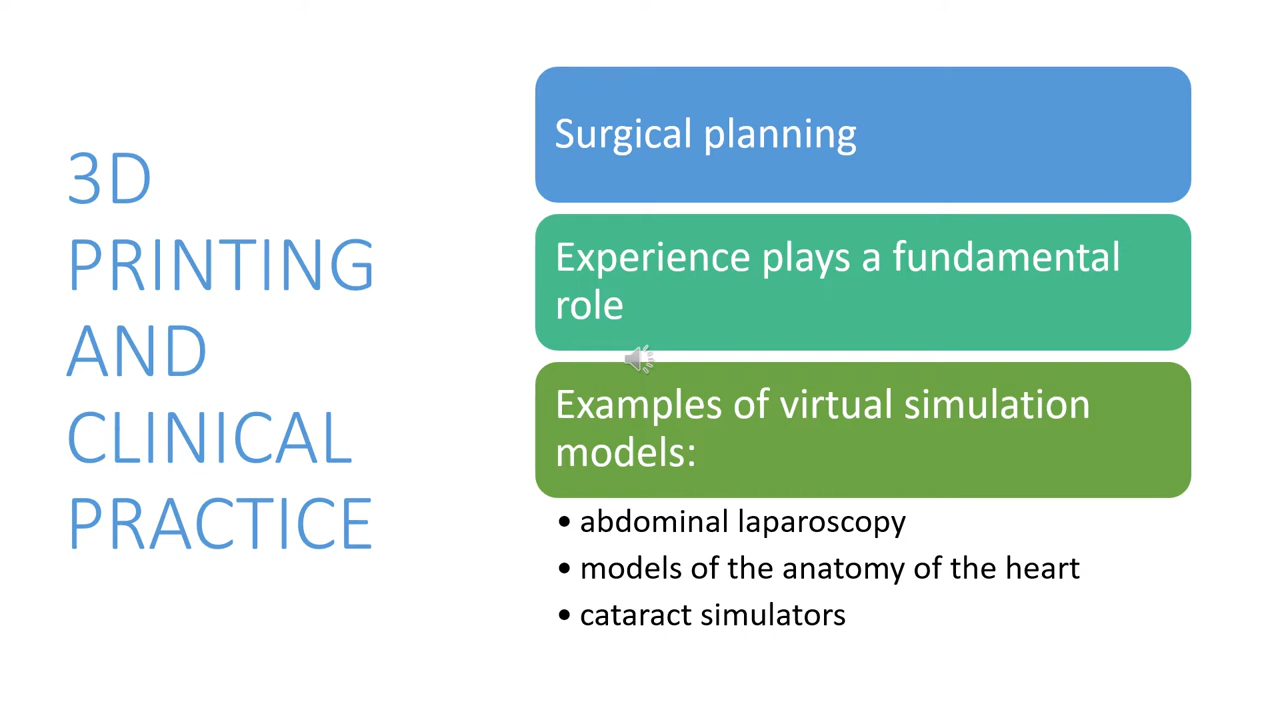 3D
PRINTING
AND
CLINICAL
PRACTICE
Surgical planning
Experience plays a fundamental
role
Examples of virtual simulation
models:
• abdominal laparoscopy
• models of the anatomy of the heart
• cataract simulators